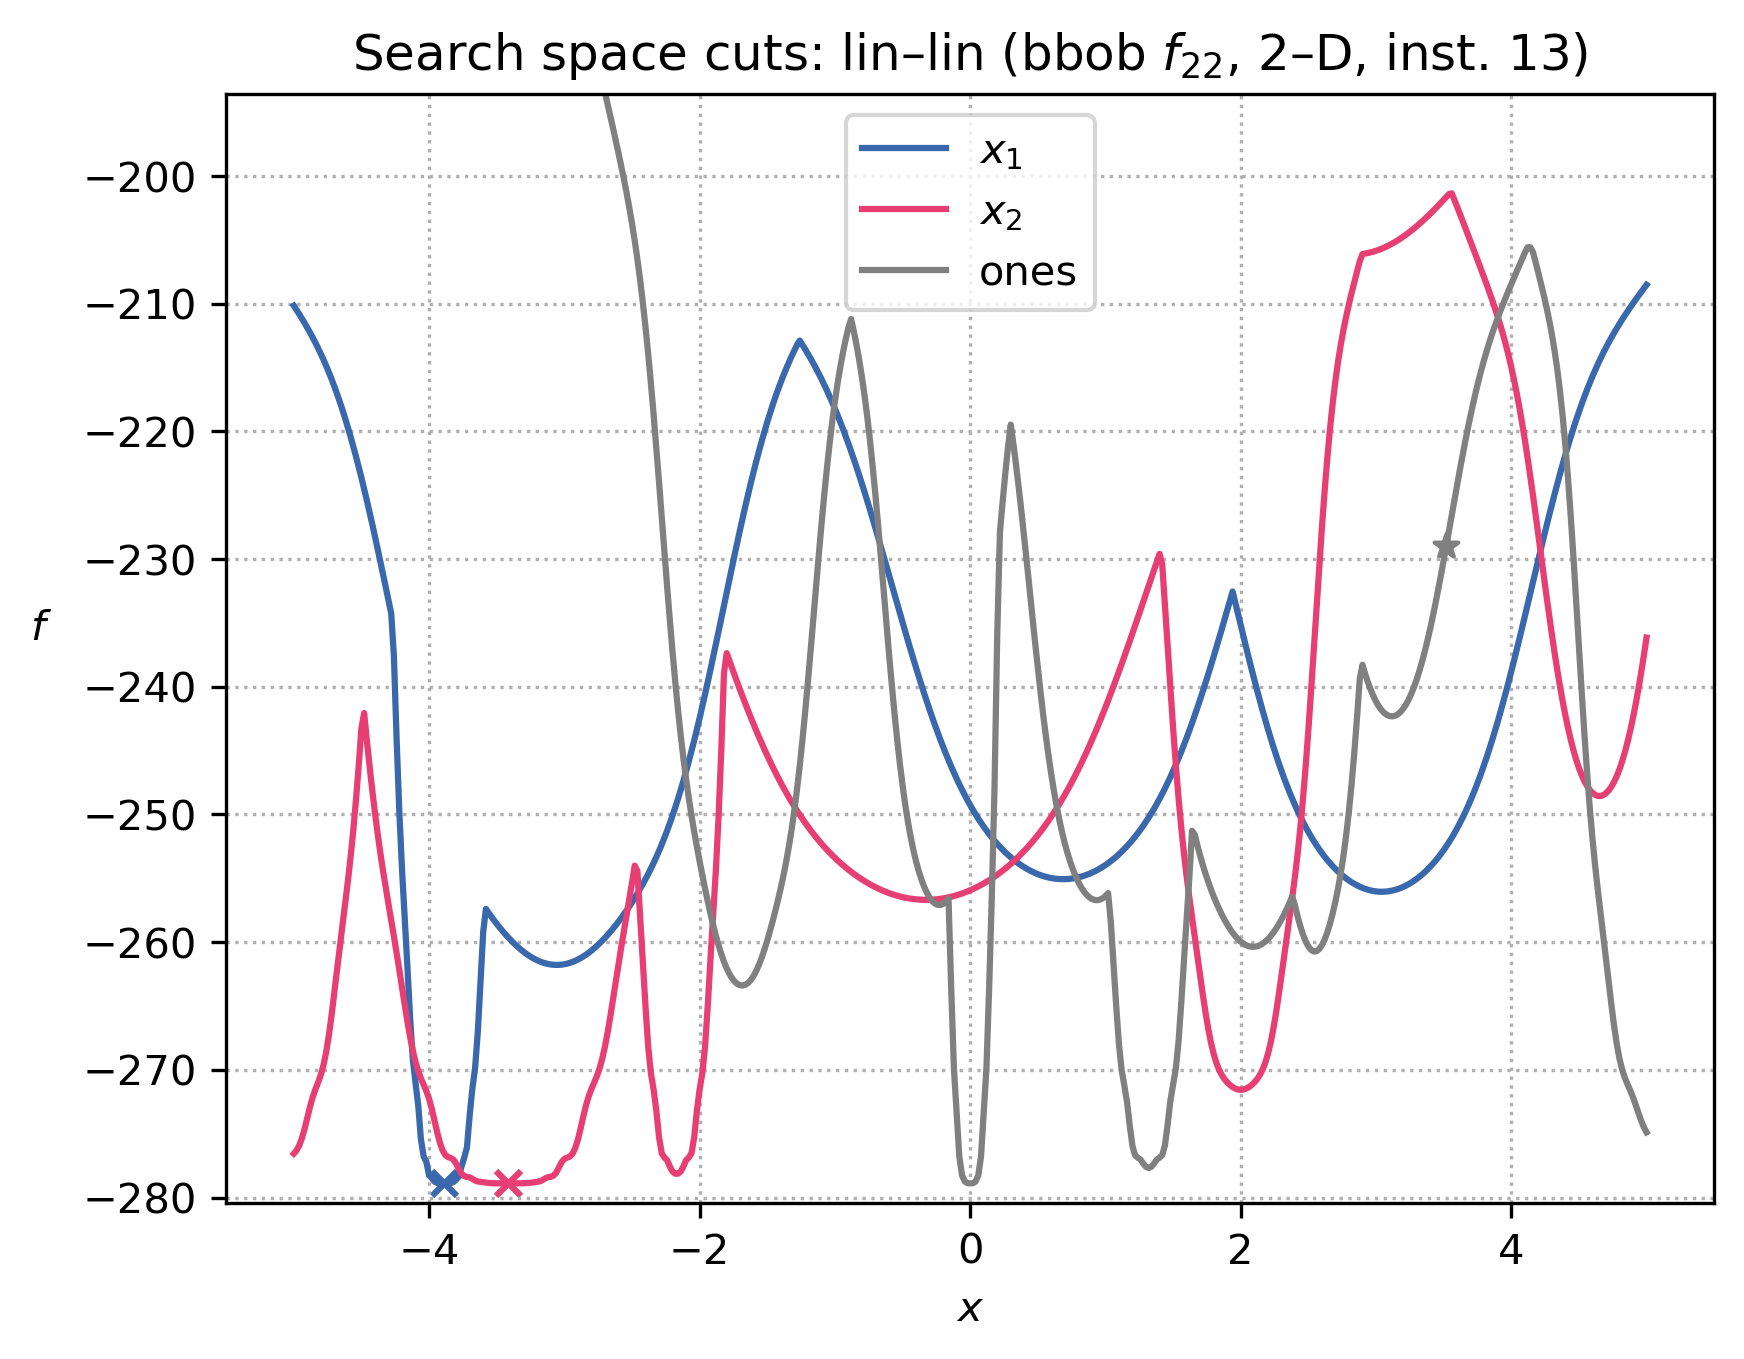 Search space cuts: lin–lin (bbob f22, 2–D, inst. 13)
x1
x2
ones
f
−200
−210
−220
−230
−240
−250
−260
−270
−280
−4 −2 0 2 4
x